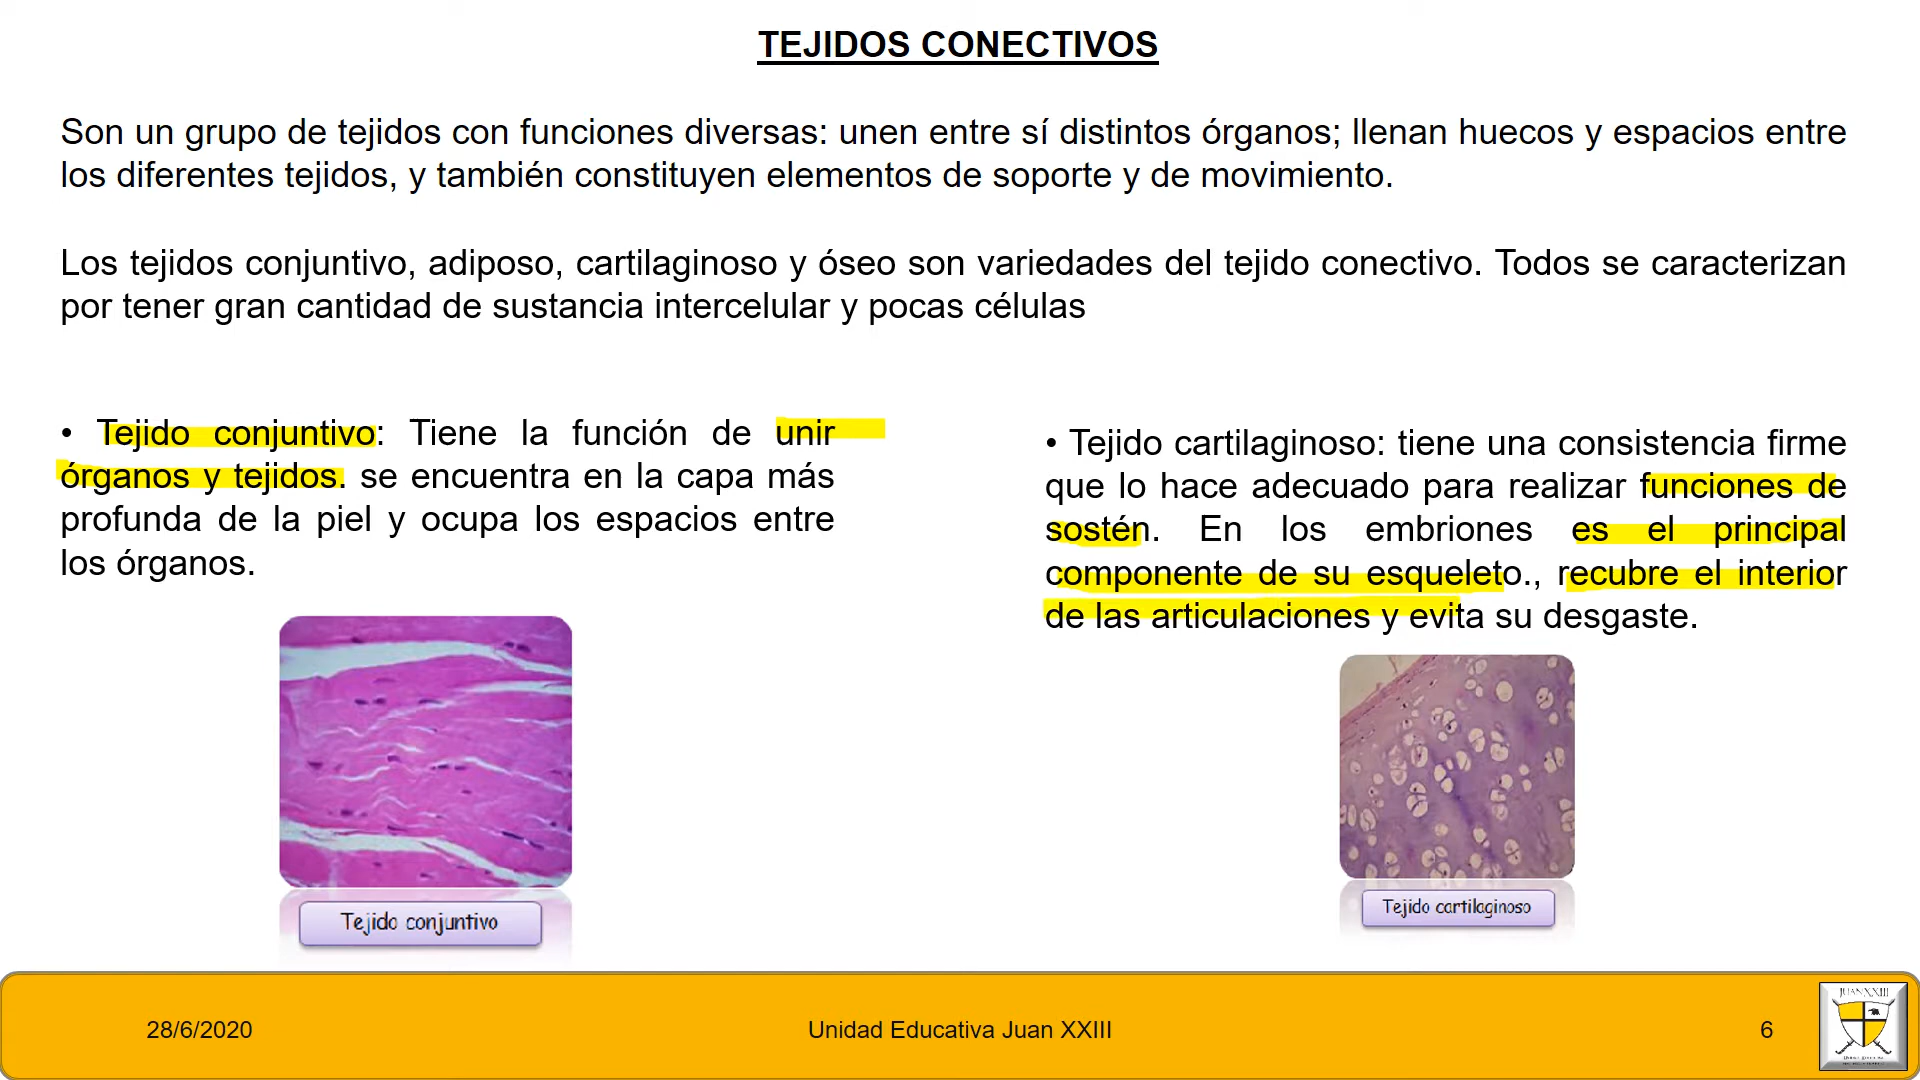 TEJIDOS CONECTIVOS
Son un grupo de tejidos con funciones diversas: unen entre sí distintos órganos; llenan huecos y espacios entre
los diferentes tejidos, y también constituyen elementos de soporte y de movimiento.
Los tejidos conjuntivo, adiposo, cartilaginoso y óseo son variedades del tejido conectivo. Todos se caracterizan
por tener gran cantidad de sustancia intercelular y pocas células
• Tejido conjuntivo: Tiene la función de unir
órganos y tejidos. se encuentra en la capa más
profunda de la piel y ocupa los espacios entre
los órganos.
Tejido conjuntivo
• Tejido cartilaginoso: tiene una consistencia firme
que lo hace adecuado para realizar funciones de
sostén. En los embriones es el principal
componente de su esqueleto., recubre el interior
de las articulaciones y evita su desgaste.
Tejido cartilaginoso
28/6/2020
Unidad Educativa Juan XXIII
6
JUAN XXIII